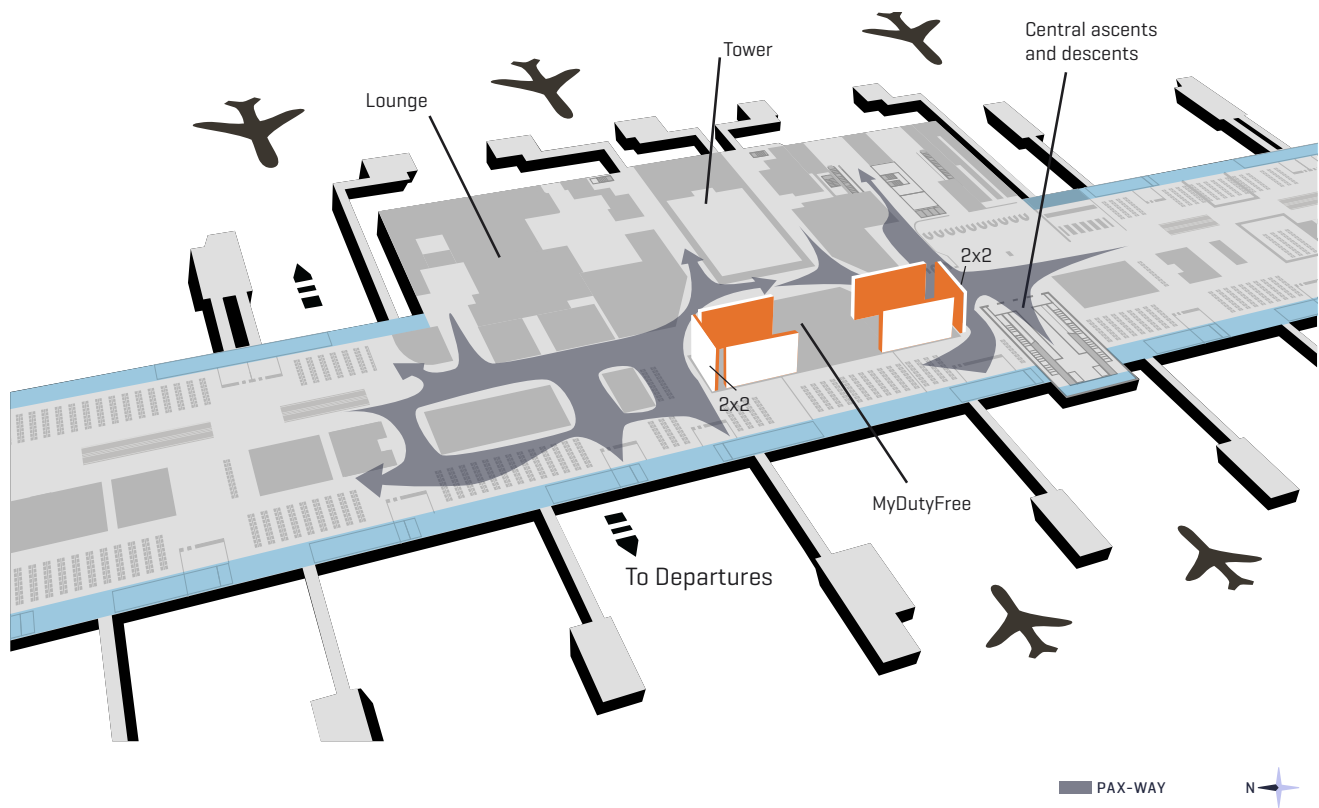 Central ascents
and descents
Tower
Lounge
2x2
2x2
MyDutyFree
To Departures
PAX-WAY
N